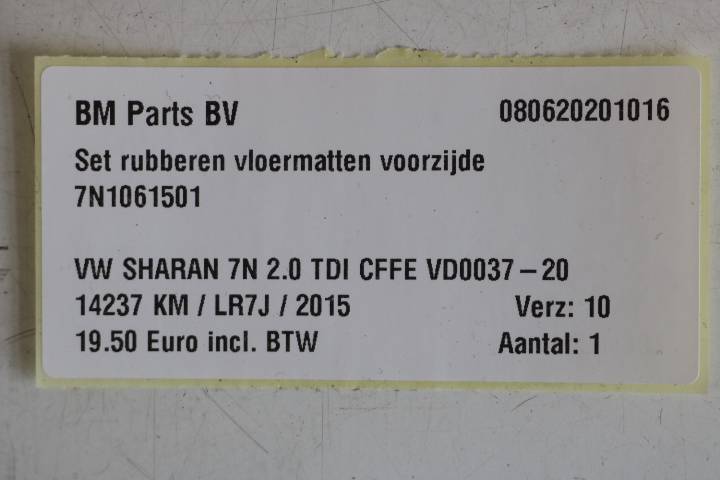 BM Parts BV 080620201016
Set rubberen vloermatten voorzijde
7N1061501
VW SHARAN 7N 2.0 TDI CFFE VD0037-20
14237 KM / LR7J / 2015 Verz: 10
19.50 Euro incl. BTW Aantal: 1